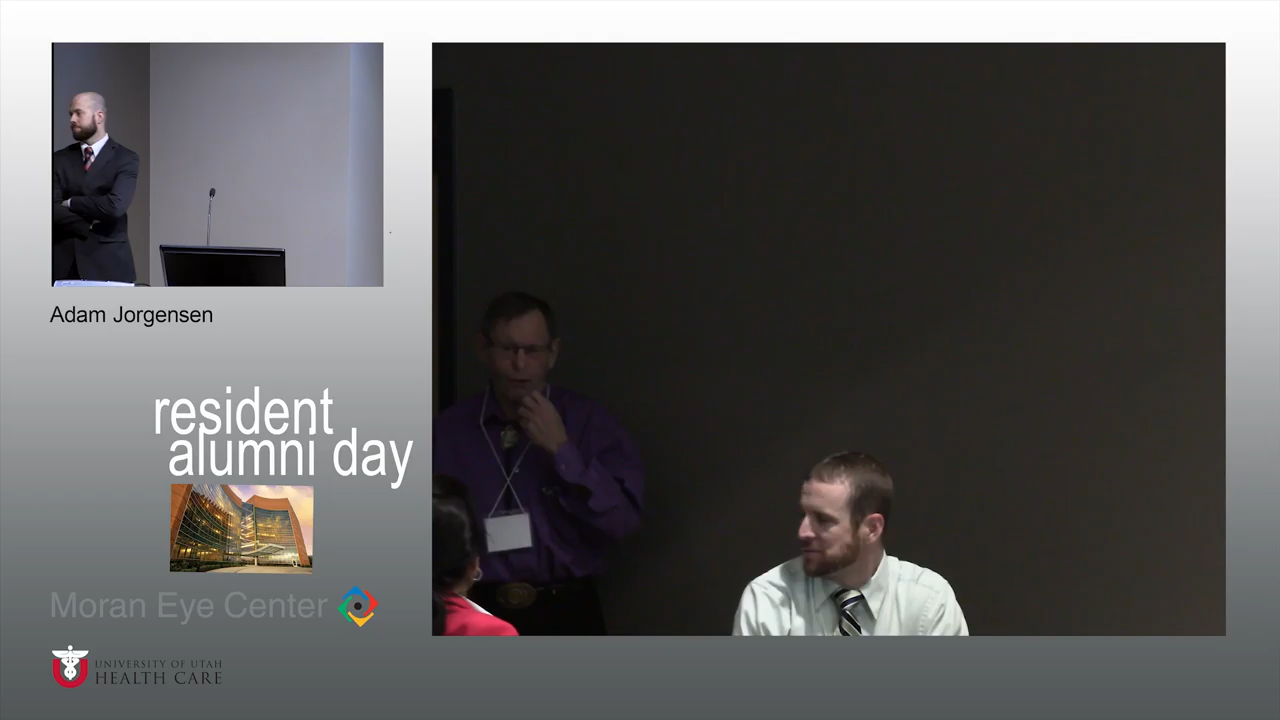 Adam Jorgensen
resident
alumni day
Moran Eye Center
UNIVERSITY OF UTAH
HEALTH CARE